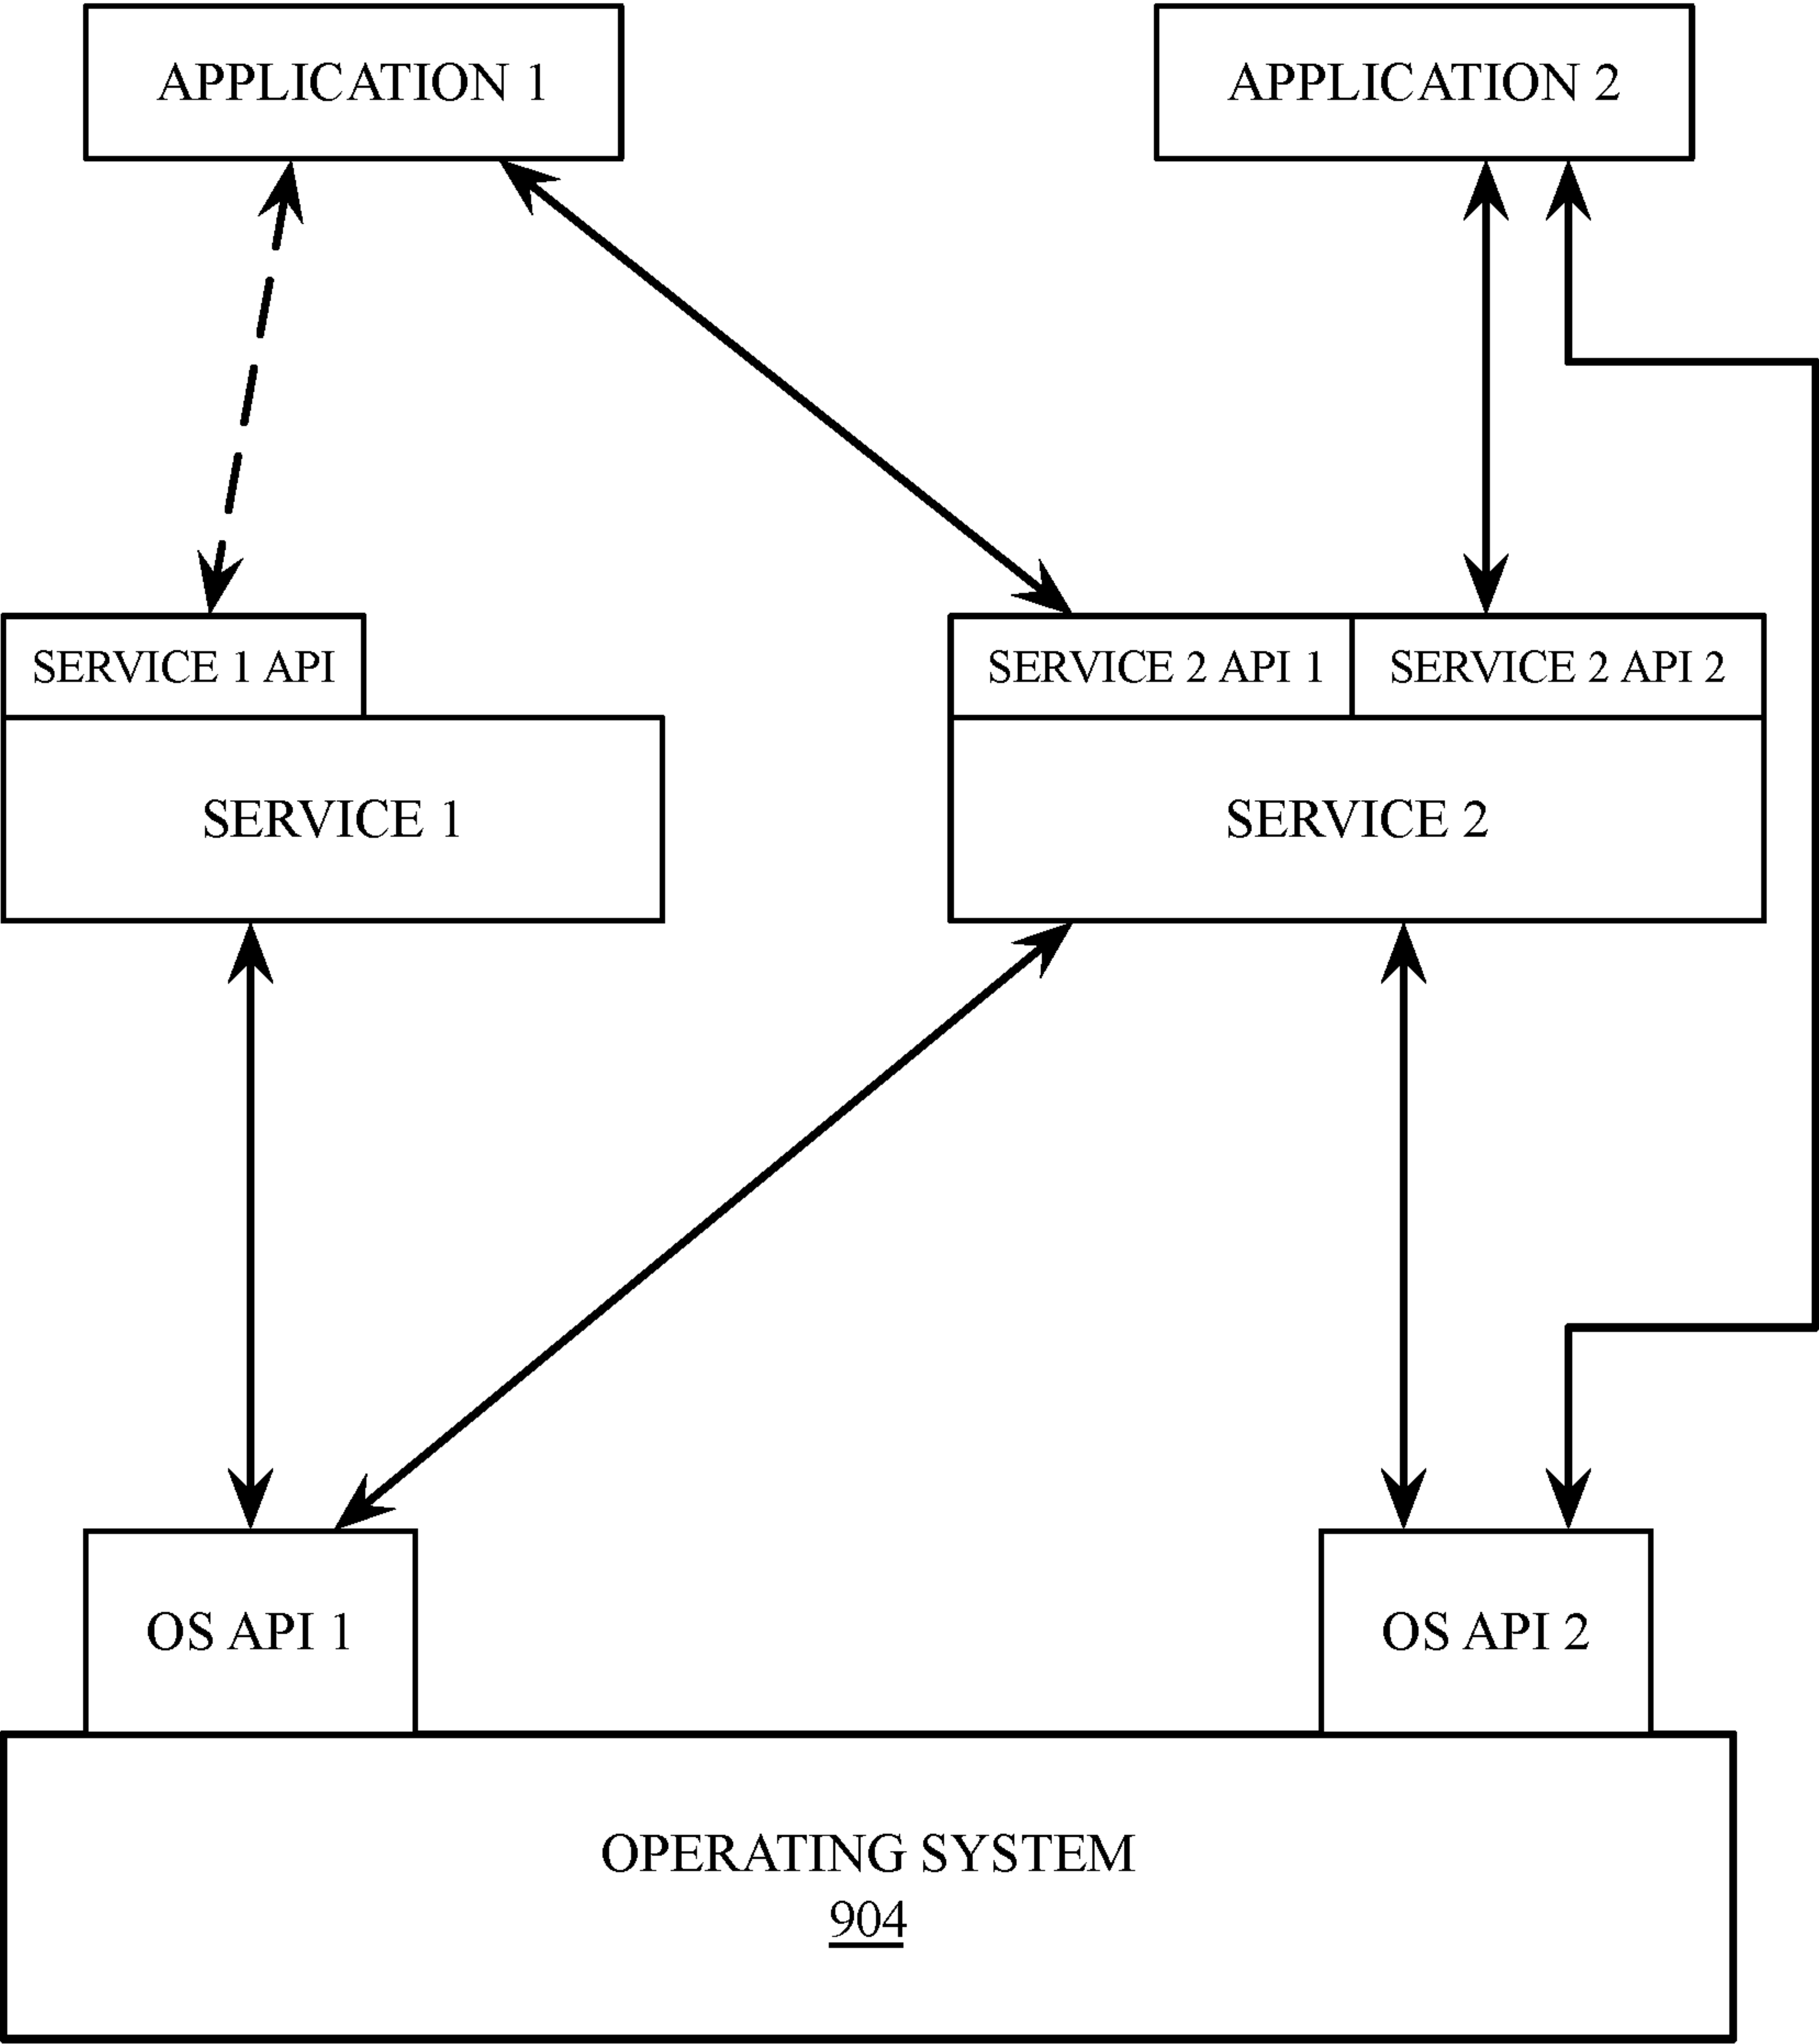 APPLICATION 1
APPLICATION 2
SERVICE 1 API
SERVICE 2 API 1
SERVICE 2 API 2
SERVICE 1
SERVICE 2
OS API 1
OS API 2
OPERATING SYSTEM
904